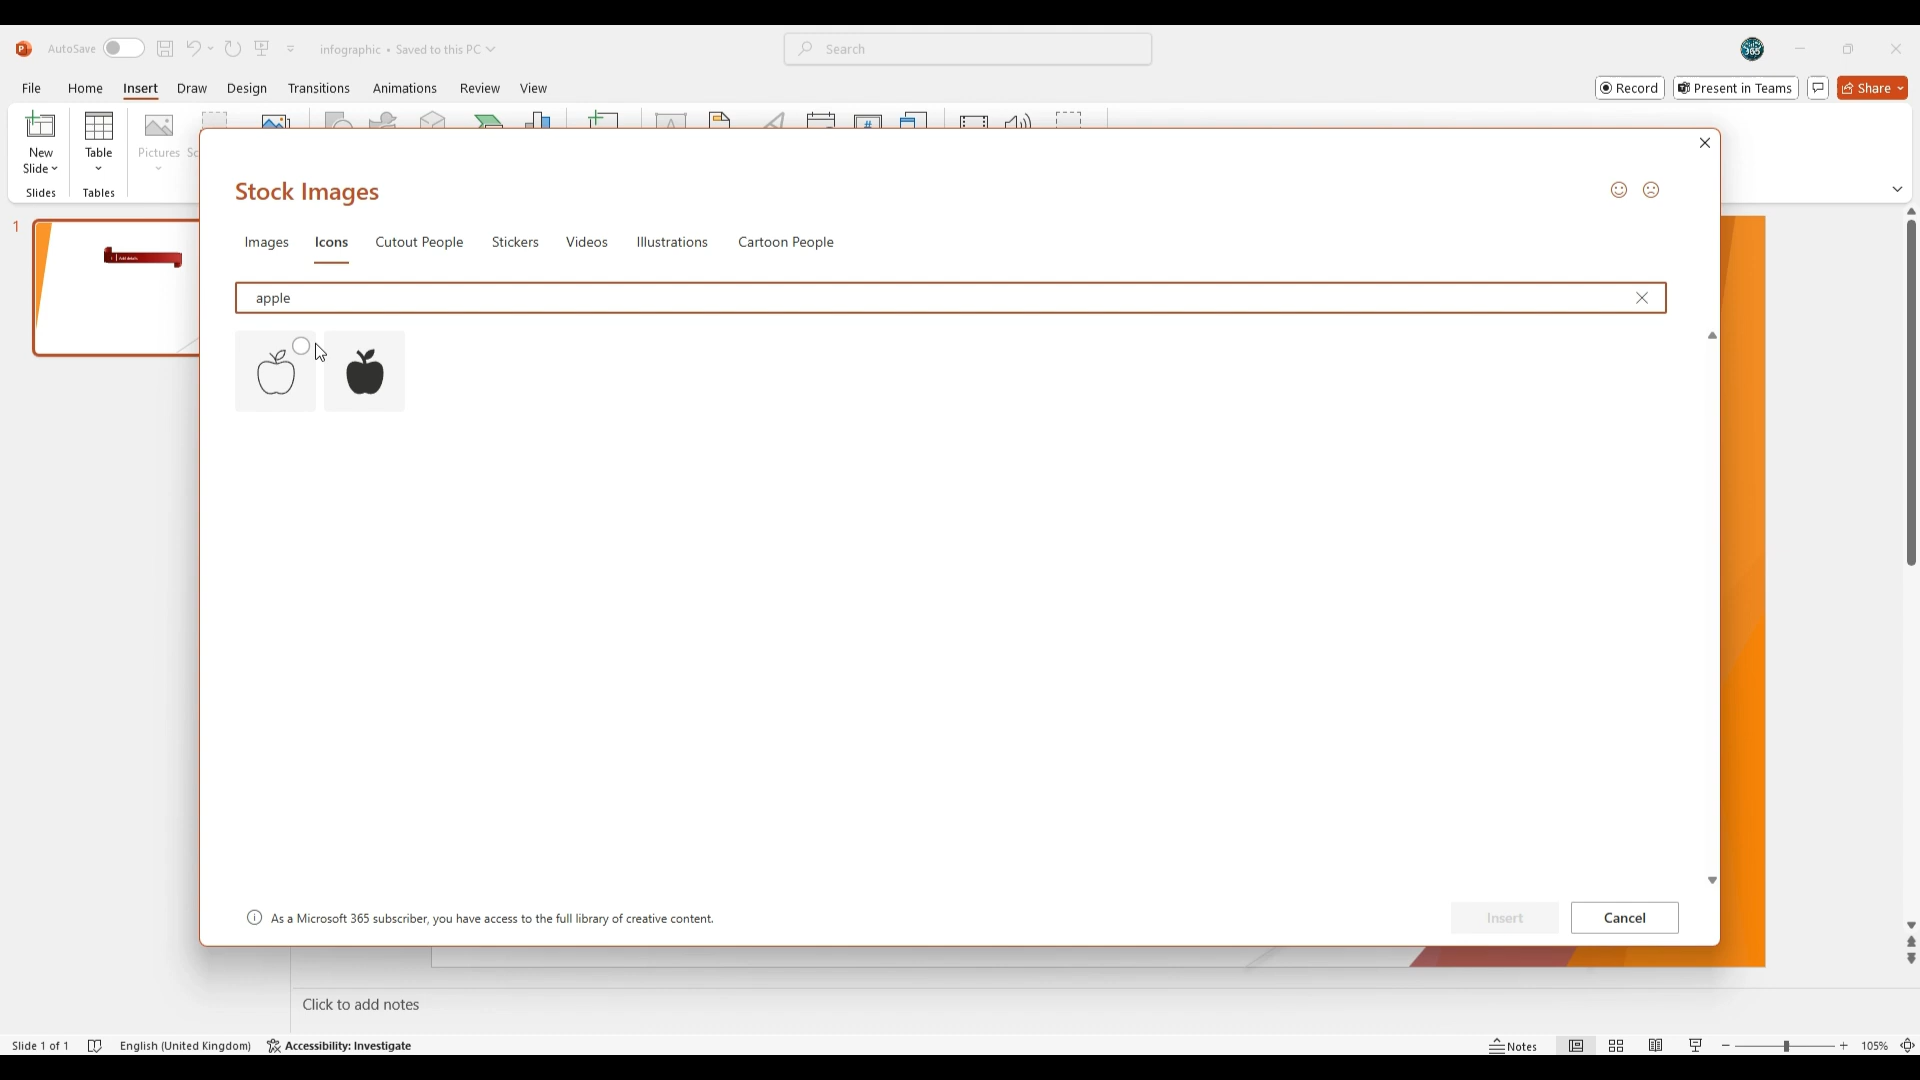 AutoSave
infographic • Saved to this PC
Search
365
File Home Insert Draw Design Transitions Animations Review View
Record Present in Teams Share
New
Slide
Table
Pictures
Slides
Tables
1
Add details
Stock Images
Images Icons Cutout People Stickers Videos Illustrations Cartoon People
apple
As a Microsoft 365 subscriber, you have access to the full library of creative content.
Insert Cancel
Click to add notes
Slide 1 of 1 English (United Kingdom) Accessibility: Investigate Notes 105%